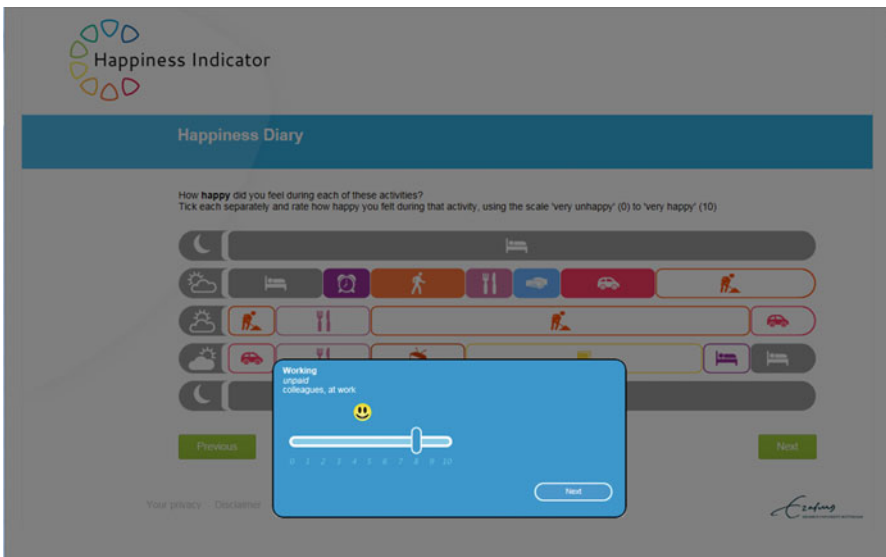 Happiness Indicator
Happiness Diary
How happy did you feel during each of these activities?
Tick each separately and rate how happy you felt during that activity, using the scale 'very unhappy' (0) to 'very happy' (10)
Working
unpaid
colleagues, at work
0 1 2 3 4 5 6 7 8 9 10
Next
Previous
Next
Your privacy Disclaimer
Erasmus